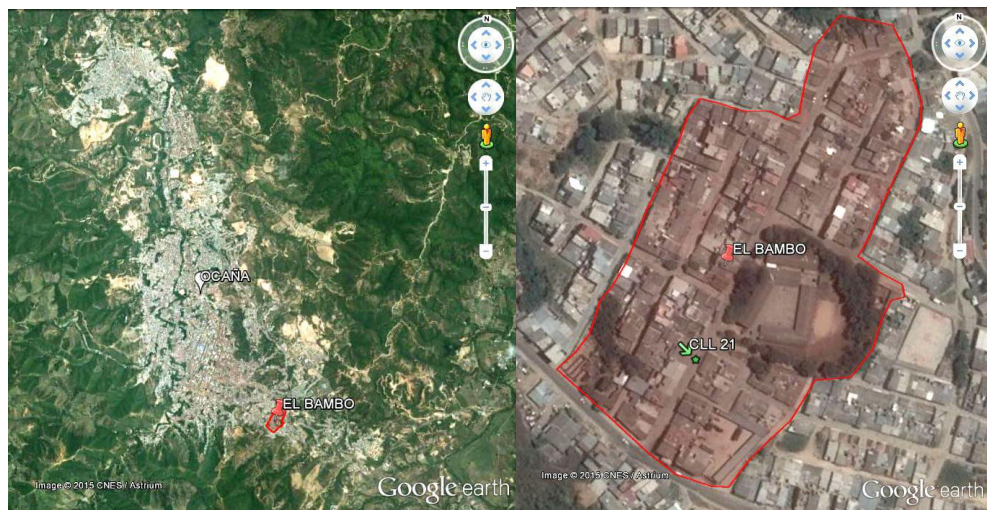 N
OCAÑA
EL BAMBO
Image © 2015 CNES / Astrium
Google earth
N
EL BAMBO
CLL 21
Image © 2015 CNES / Astrium
Google earth